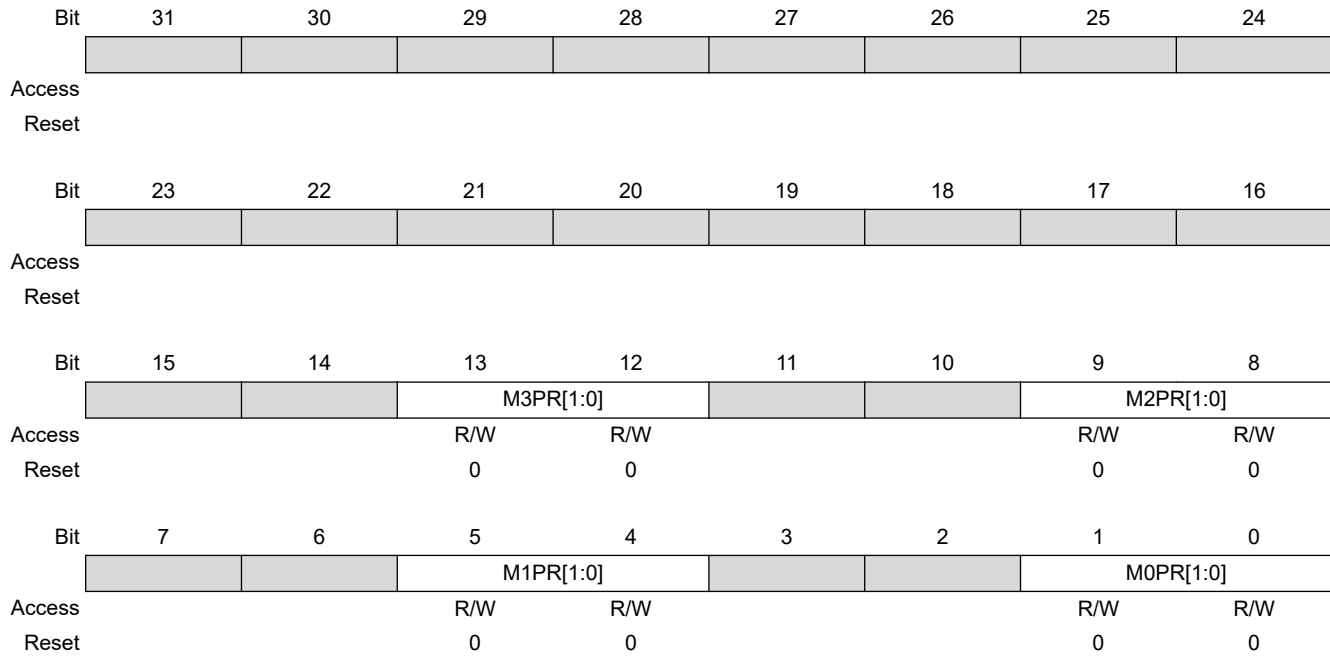 Bit 31 30 29 28 27 26 25 24
Access
Reset
Bit 23 22 21 20 19 18 17 16
Access
Reset
Bit 15 14 13 12 11 10 9 8
M3PR[1:0] M2PR[1:0]
Access R/W R/W R/W R/W
Reset 0 0 0 0
Bit 7 6 5 4 3 2 1 0
M1PR[1:0] M0PR[1:0]
Access R/W R/W R/W R/W
Reset 0 0 0 0